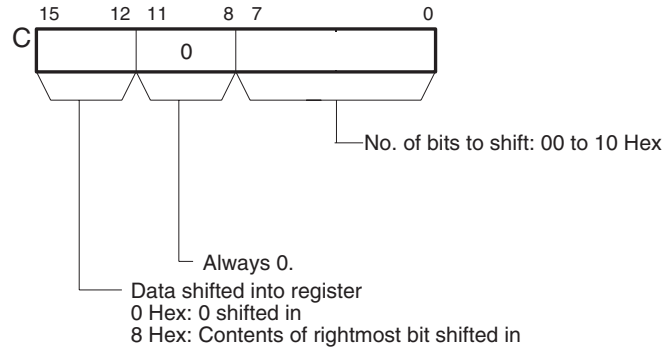 15 12 11 8 7 0
C
0
No. of bits to shift: 00 to 10 Hex
Always 0.
Data shifted into register
0 Hex: 0 shifted in
8 Hex: Contents of rightmost bit shifted in